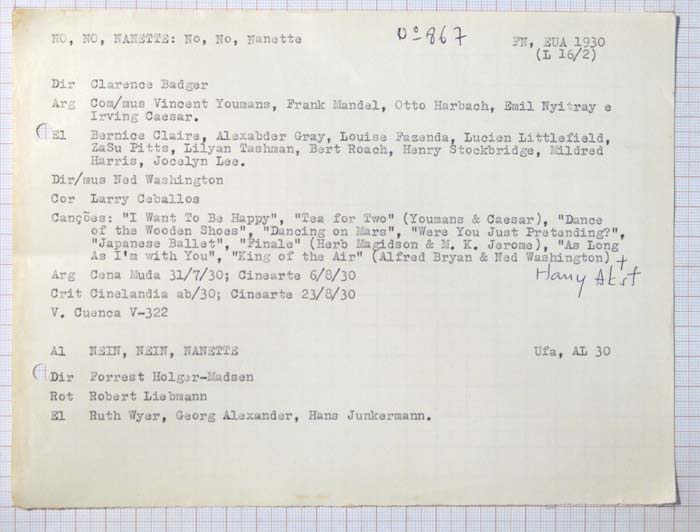 NO, NO, NANETTE: No, No, Nanette nº 867 FN, EUA 1930
(L 16/2)
Dir Clarence Badger
Arg Com/mus Vincent Youmans, Frank Mandel, Otto Harbach, Emil Nyitray e
Irving Caesar.
El Bernice Claire, Alexabder Gray, Louise Fazenda, Lucien Littlefield,
ZaSu Pitts, Lilyan Tashman, Bert Roach, Henry Stockbridge, Mildred
Harris, Jocelyn Lee.
Dir/mus Ned Washington
Cor Larry Ceballos
Canções: "I Want To Be Happy", "Tea for Two" (Youmans & Caesar), "Dance
of the Wooden Shoes", "Dancing on Mars", "Were You Just Pretending?",
"Japanese Ballet", "Finale" (Herb Magidson & M. K. Jerome), "As Long
As I'm with You", "King of the Air" (Alfred Bryan & Ned Washington) +
Harry Akst
Arg Cena Muda 31/7/30; Cinearte 6/8/30
Crit Cinelandia ab/30; Cinearte 23/8/30
V. Cuenca V-322
Al NEIN, NEIN, NANETTE Ufa, AL 30
Dir Forrest Holger-Madsen
Rot Robert Liebmann
El Ruth Wyer, Georg Alexander, Hans Junkermann.